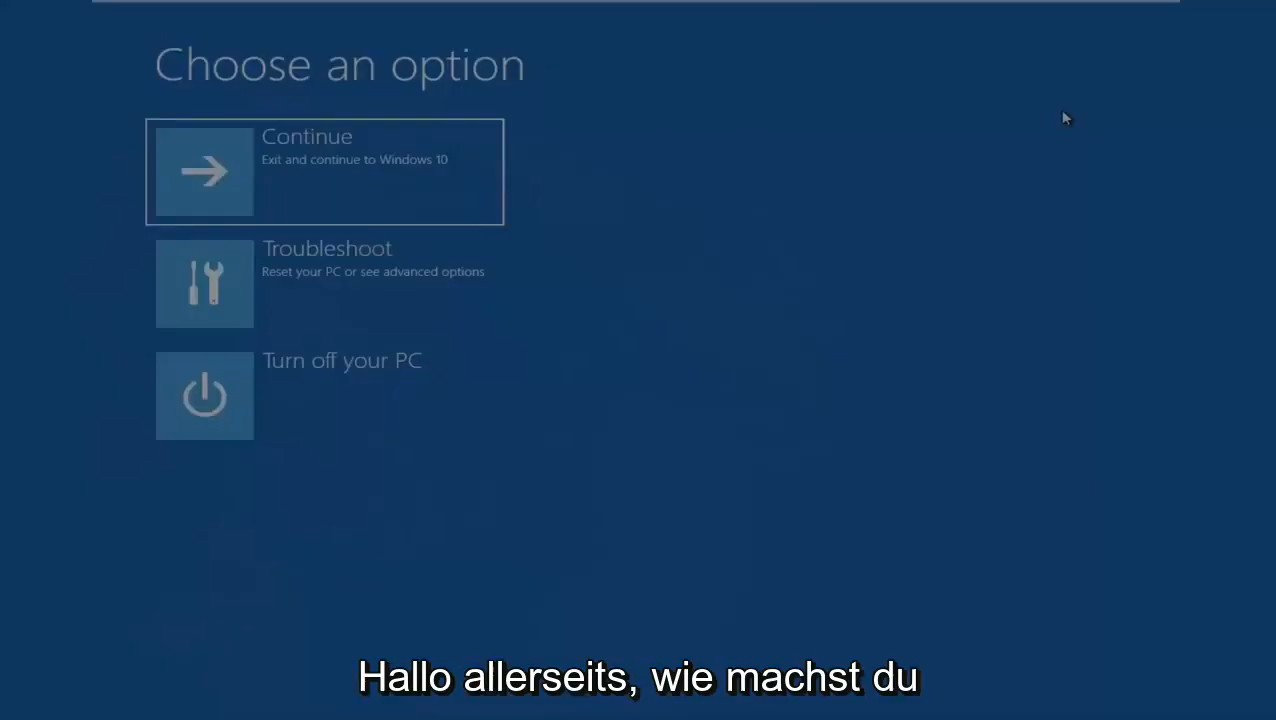 Choose an option
Continue
Exit and continue to Windows 10
Troubleshoot
Reset your PC or see advanced options
Turn off your PC
Hallo allerseits, wie machst du